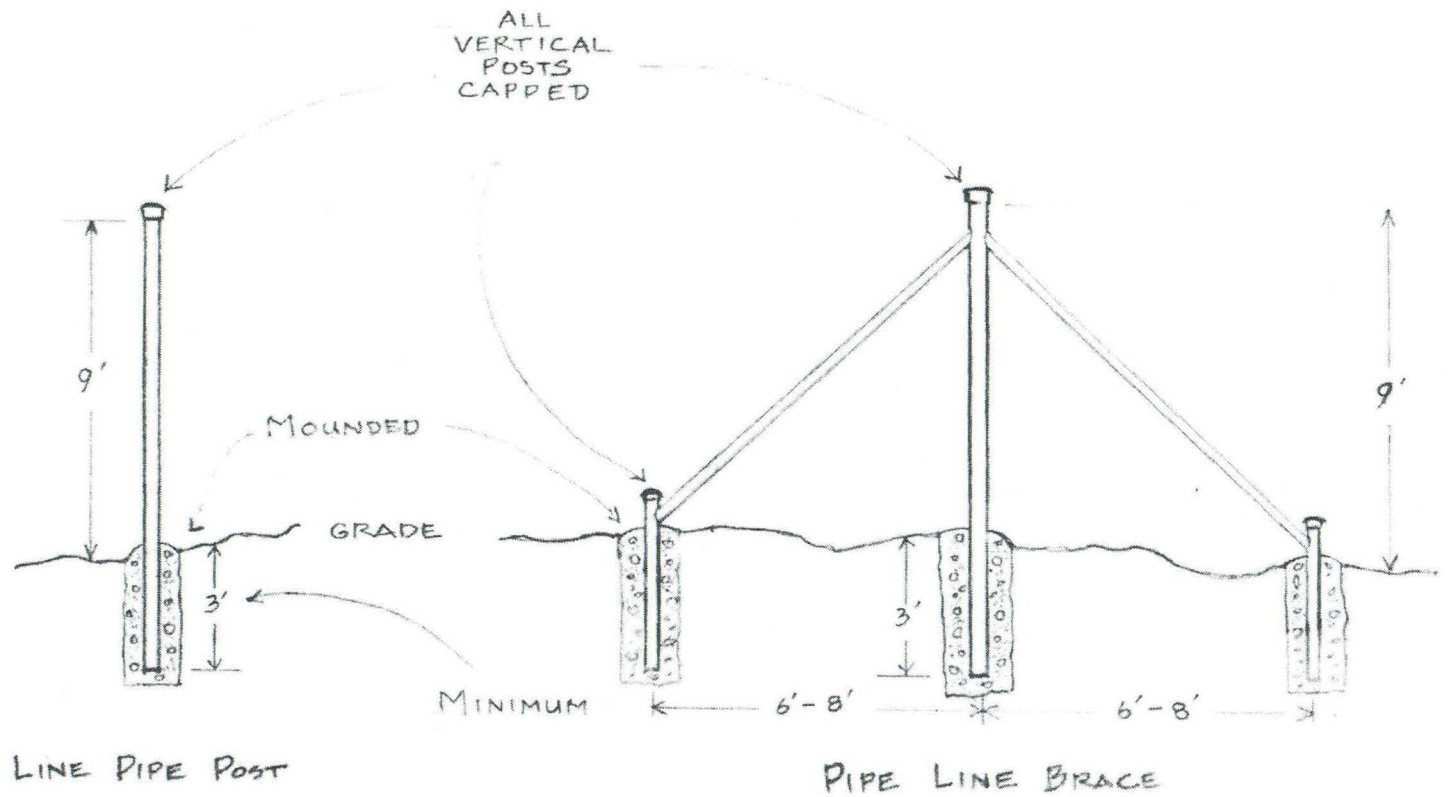 ALL
VERTICAL
POSTS
CAPPED
9'
9'
MOUNDED
GRADE
3'
3'
MINIMUM
6'-8'
6'-8'
LINE PIPE POST
PIPE LINE BRACE